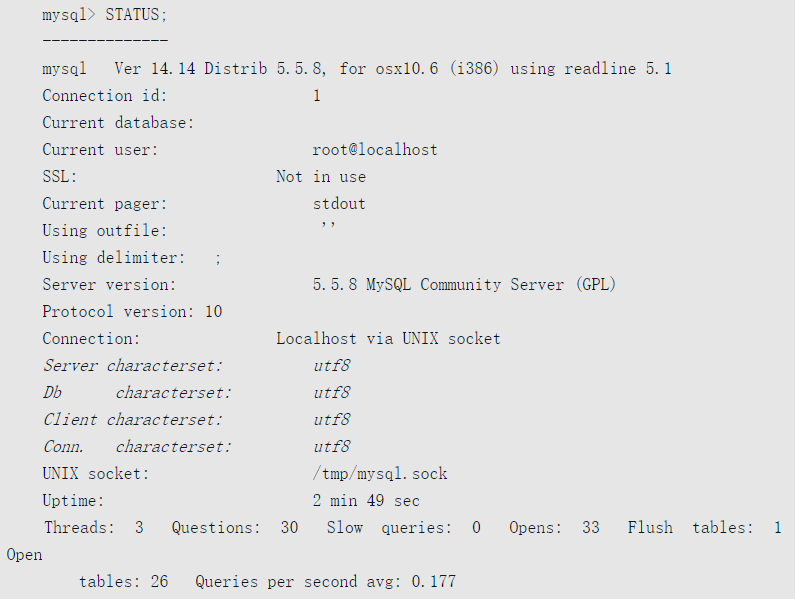 mysql> STATUS;
--------------
mysql Ver 14.14 Distrib 5.5.8, for osx10.6 (i386) using readline 5.1
Connection id: 1
Current database:
Current user: root@localhost
SSL: Not in use
Current pager: stdout
Using outfile: ''
Using delimiter: ;
Server version: 5.5.8 MySQL Community Server (GPL)
Protocol version: 10
Connection: Localhost via UNIX socket
Server characterset: utf8
Db characterset: utf8
Client characterset: utf8
Conn. characterset: utf8
UNIX socket: /tmp/mysql.sock
Uptime: 2 min 49 sec
Threads: 3 Questions: 30 Slow queries: 0 Opens: 33 Flush tables: 1
Open
tables: 26 Queries per second avg: 0.177